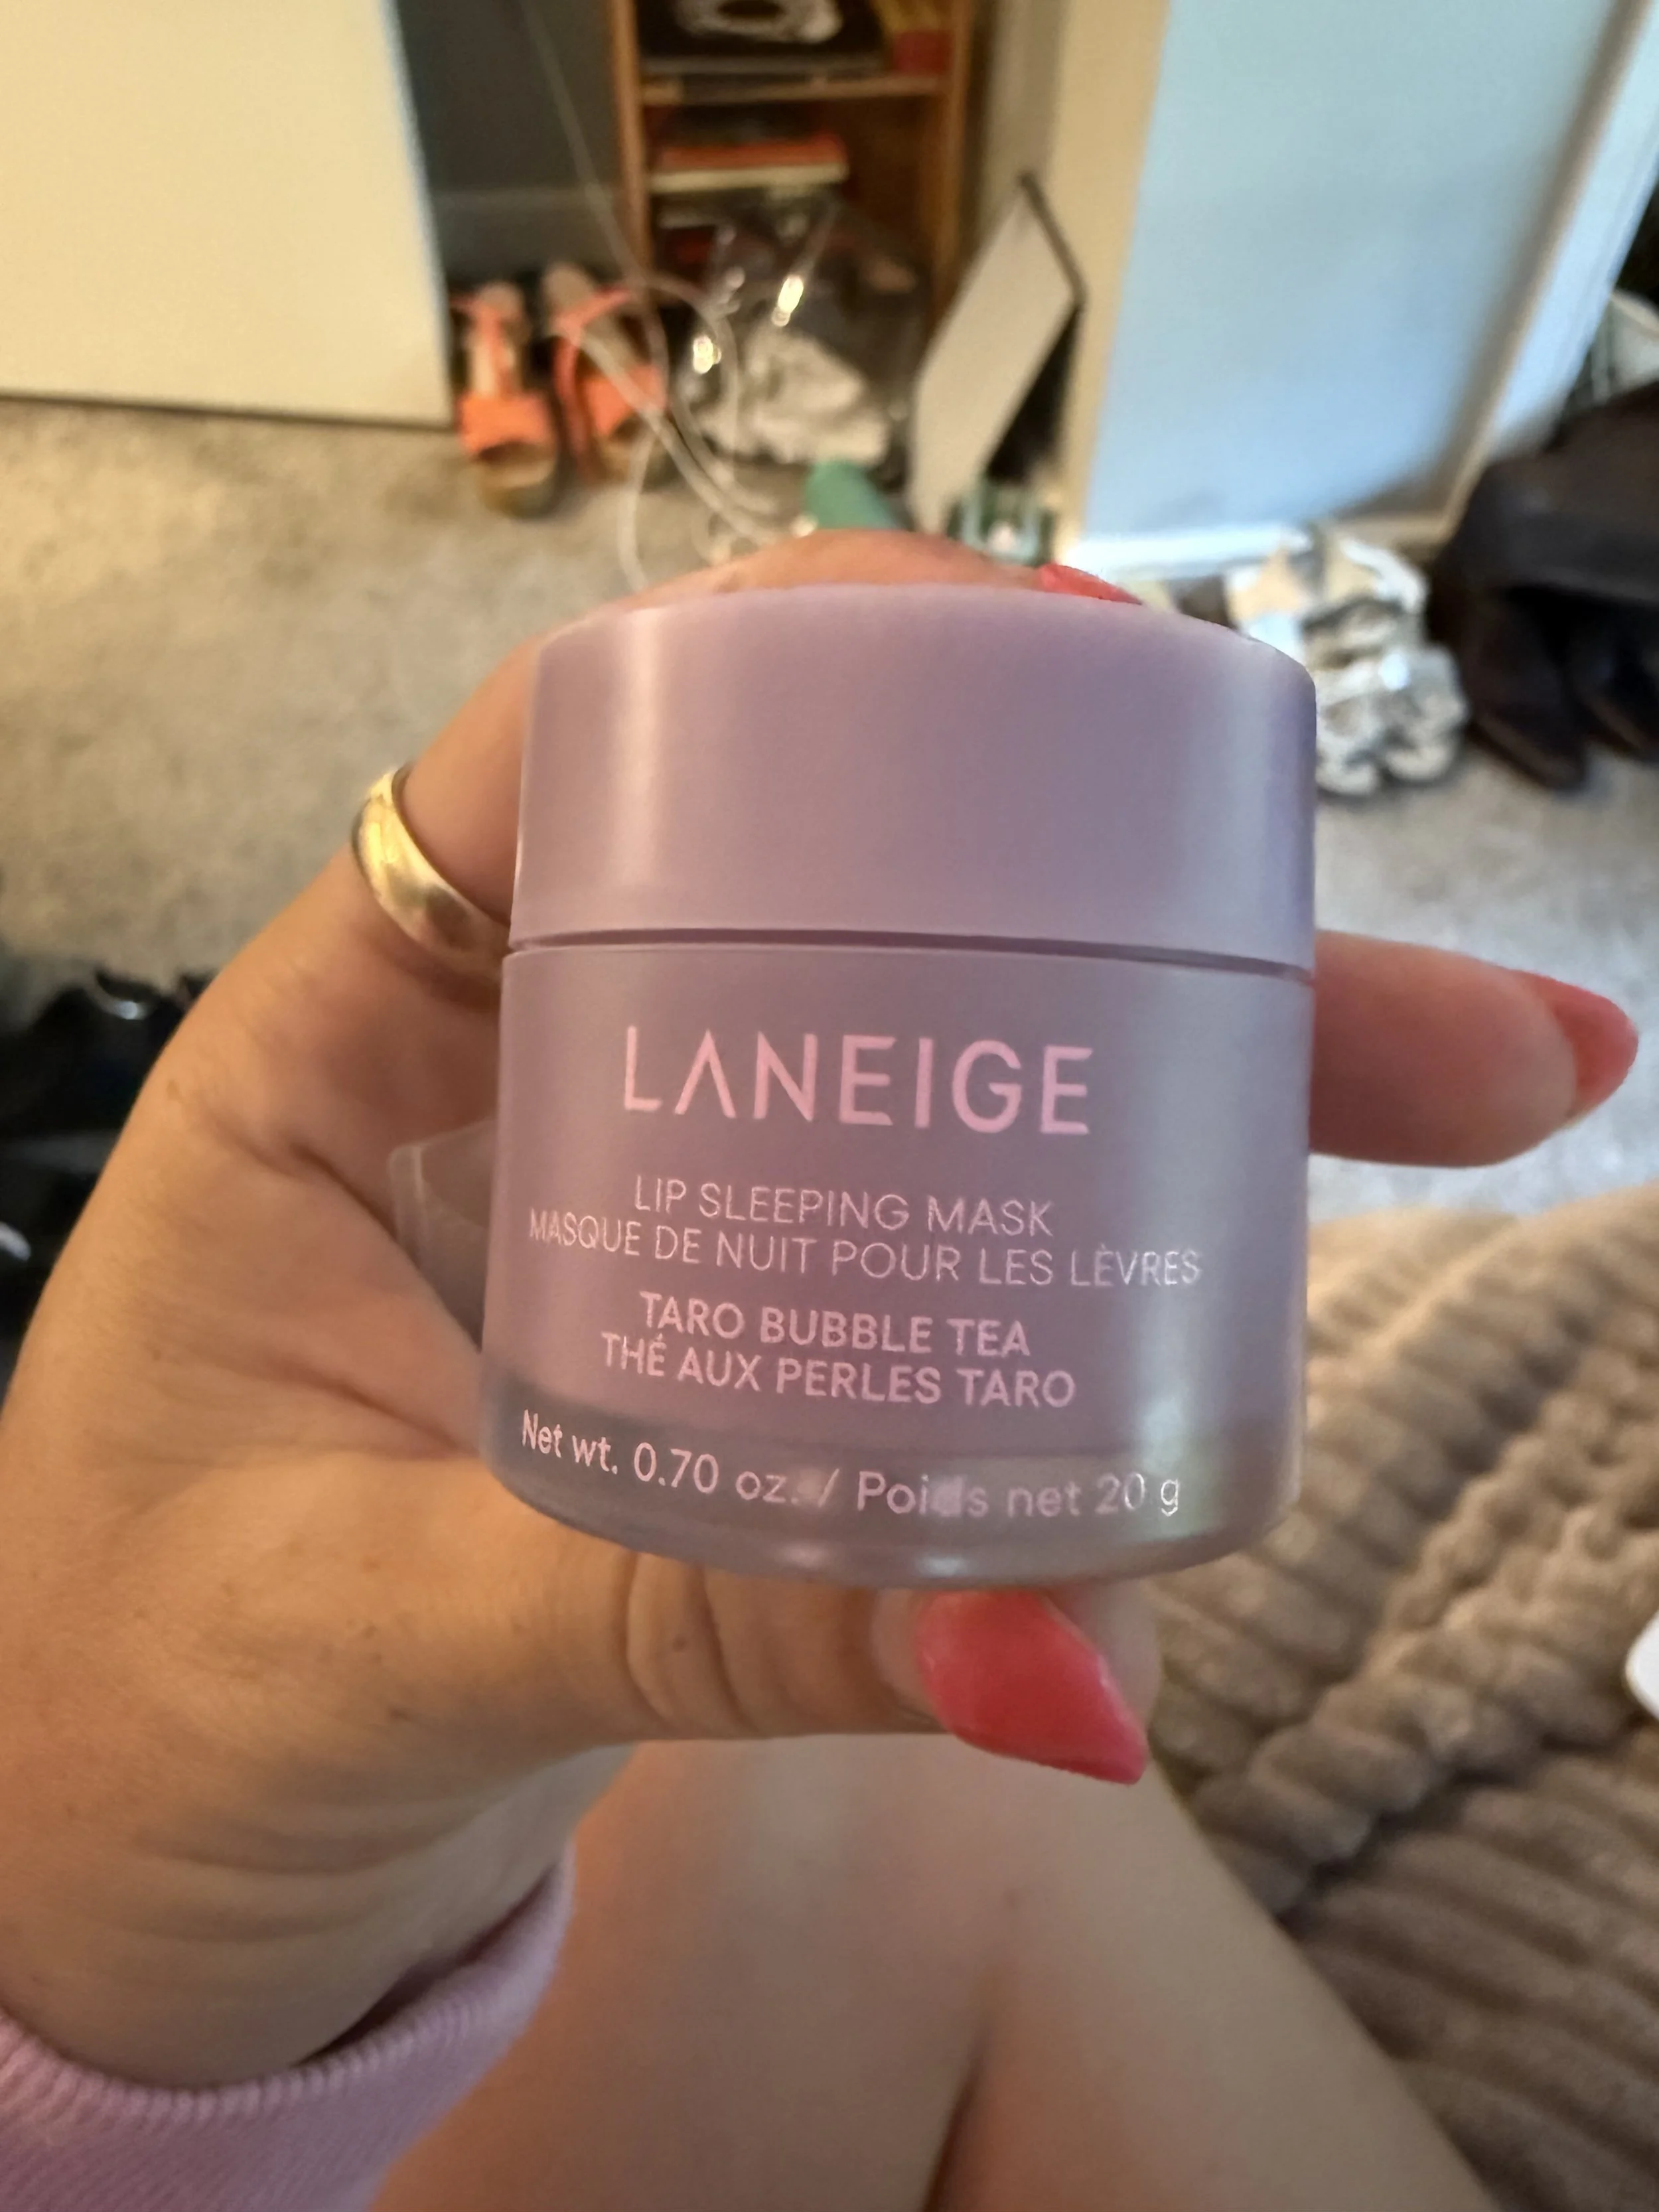 LANEIGE
LIP SLEEPING MASK
MASQUE DE NUIT POUR LES LÈVRES
TARO BUBBLE TEA
THÉ AUX PERLES TARO
Net wt. 0.70 oz. / Poids net 20 g